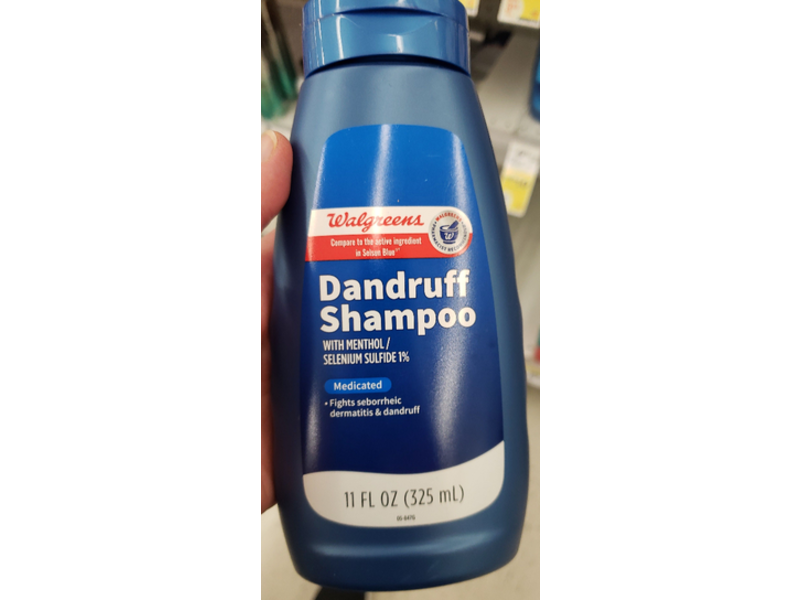 Walgreens
Compare to the active ingredient
in Selsun Blue®*
Dandruff
Shampoo
WITH MENTHOL /
SELENIUM SULFIDE 1%
Medicated
• Fights seborrheic
dermatitis & dandruff
11 FL OZ (325 mL)